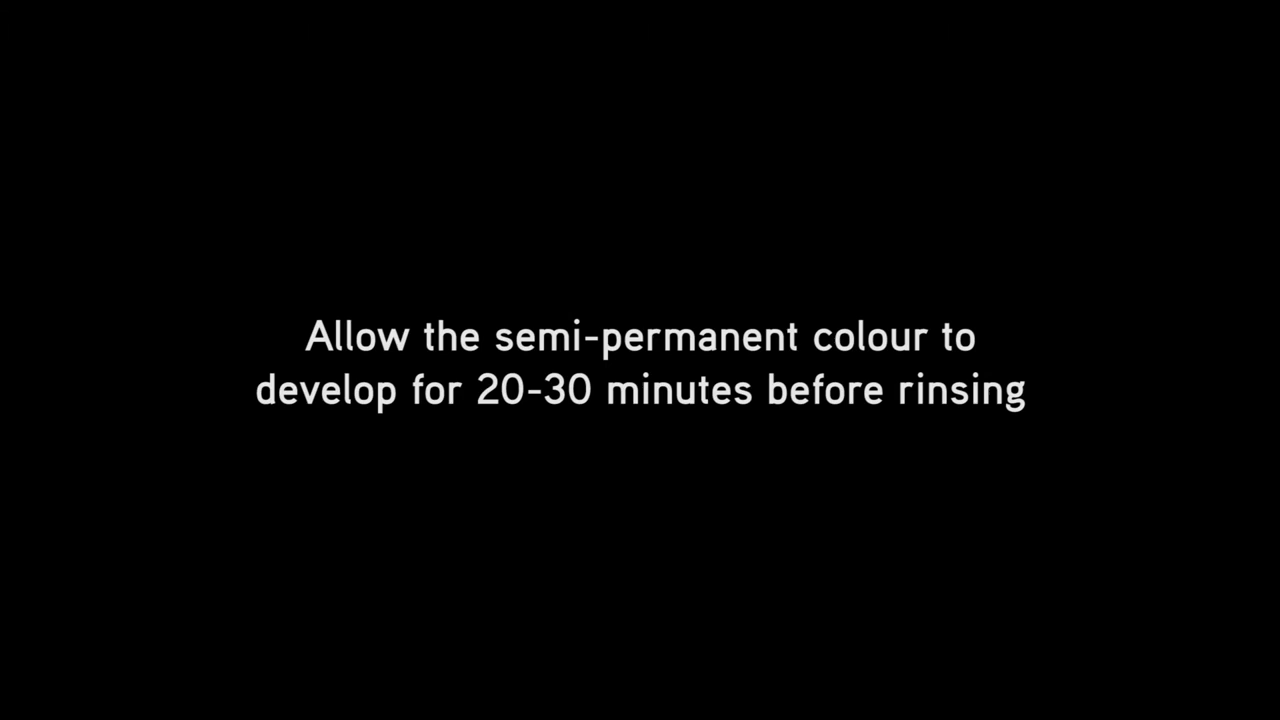 Allow the semi-permanent colour to
develop for 20-30 minutes before rinsing